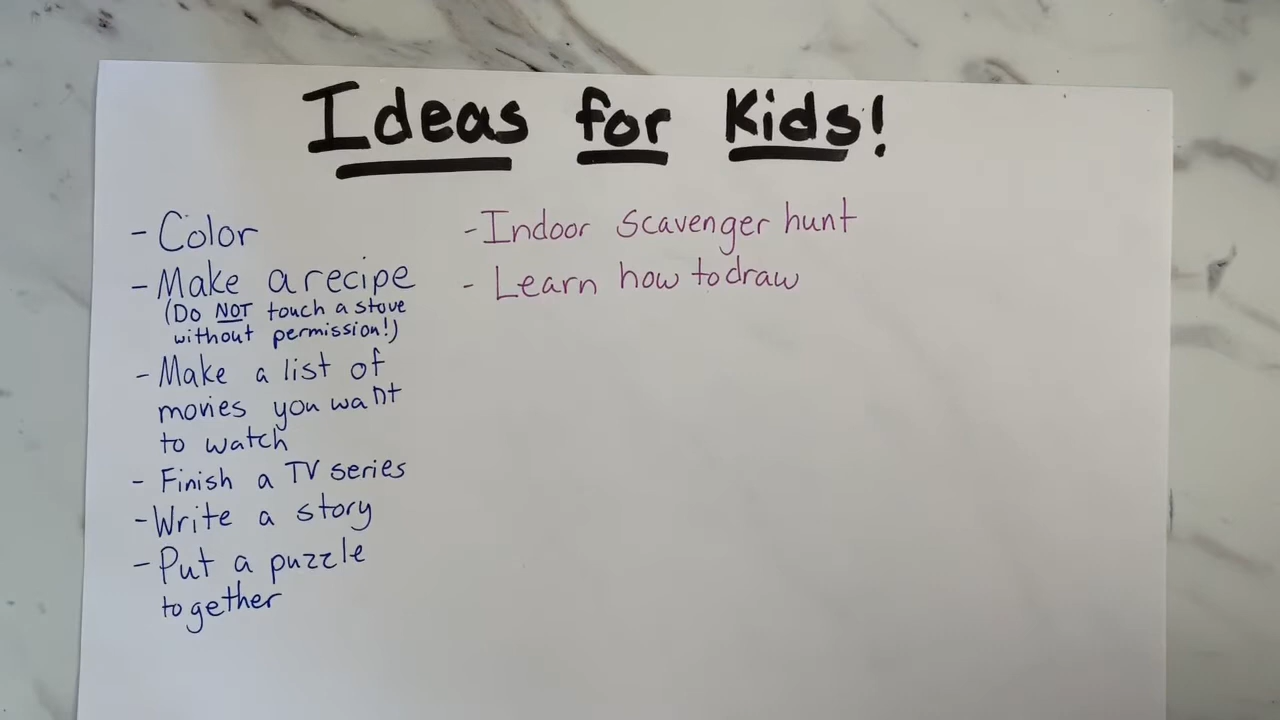 Ideas for Kids!
- Color
- Make a recipe
(Do NOT touch a stove
without permission!)
- Make a list of
movies you want
to watch
- Finish a TV series
- Write a story
- Put a puzzle
together
- Indoor Scavenger hunt
- Learn how to draw